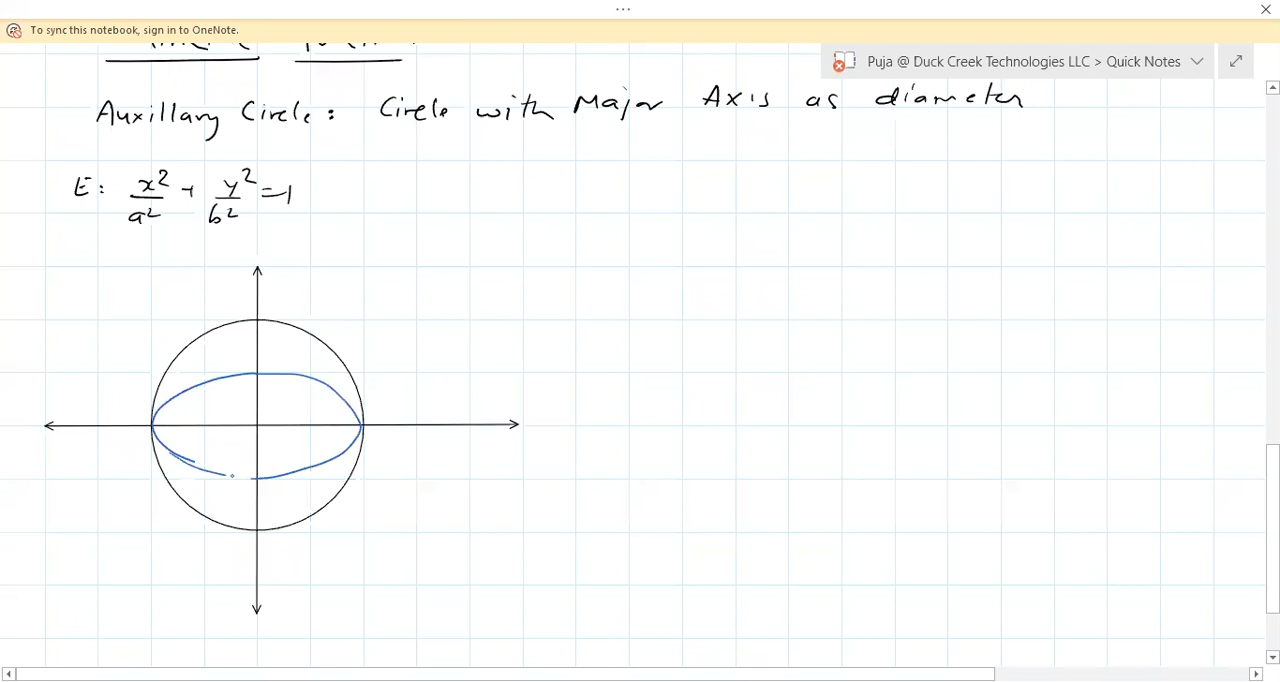 ...
To sync this notebook, sign in to OneNote.
Puja @ Duck Creek Technologies LLC > Quick Notes
Auxillary Circle: Circle with Major Axis as diameter
E: x²/a² + y²/b² = 1